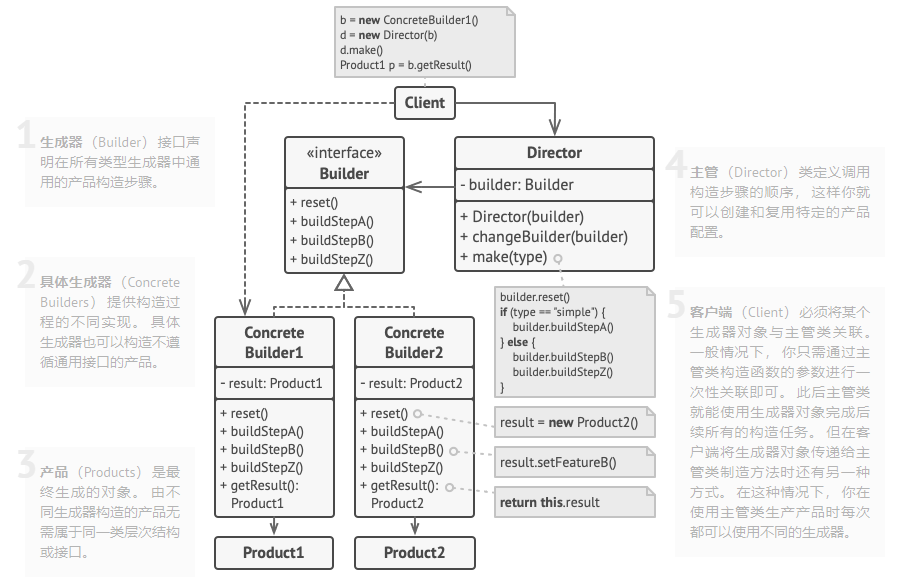 b = new ConcreteBuilder1()
d = new Director(b)
d.make()
Product1 p = b.getResult()
Client
1
生成器（Builder）接口声
明在所有类型生成器中通
用的产品构造步骤。
«interface»
Builder
+ reset()
+ buildStepA()
+ buildStepB()
+ buildStepZ()
Director
- builder: Builder
+ Director(builder)
+ changeBuilder(builder)
+ make(type)
4
主管（Director）类定义调用
构造步骤的顺序， 这样你就
可以创建和复用特定的产品
配置。
2
具体生成器（Concrete
Builders）提供构造过
程的不同实现。 具体
生成器也可以构造不遵
循通用接口的产品。
Concrete
Builder1
- result: Product1
+ reset()
+ buildStepA()
+ buildStepB()
+ buildStepZ()
+ getResult():
Product1
Concrete
Builder2
- result: Product2
+ reset()
+ buildStepA()
+ buildStepB()
+ buildStepZ()
+ getResult():
Product2
builder.reset()
if (type == "simple") {
builder.buildStepA()
} else {
builder.buildStepB()
builder.buildStepZ()
}
result = new Product2()
result.setFeatureB()
return this.result
5
客户端（Client）必须将某个
生成器对象与主管类关联。
一般情况下， 你只需通过主
管类构造函数的参数进行一
次性关联即可。 此后主管类
就能使用生成器对象完成后
续所有的构造任务。 但在客
户端将生成器对象传递给主
管类制造方法时还有另一种
方式。 在这种情况下， 你在
使用主管类生产产品时每次
都可以使用不同的生成器。
3
产品（Products）是最
终生成的对象。 由不
同生成器构造的产品无
需属于同一类层次结构
或接口。
Product1
Product2